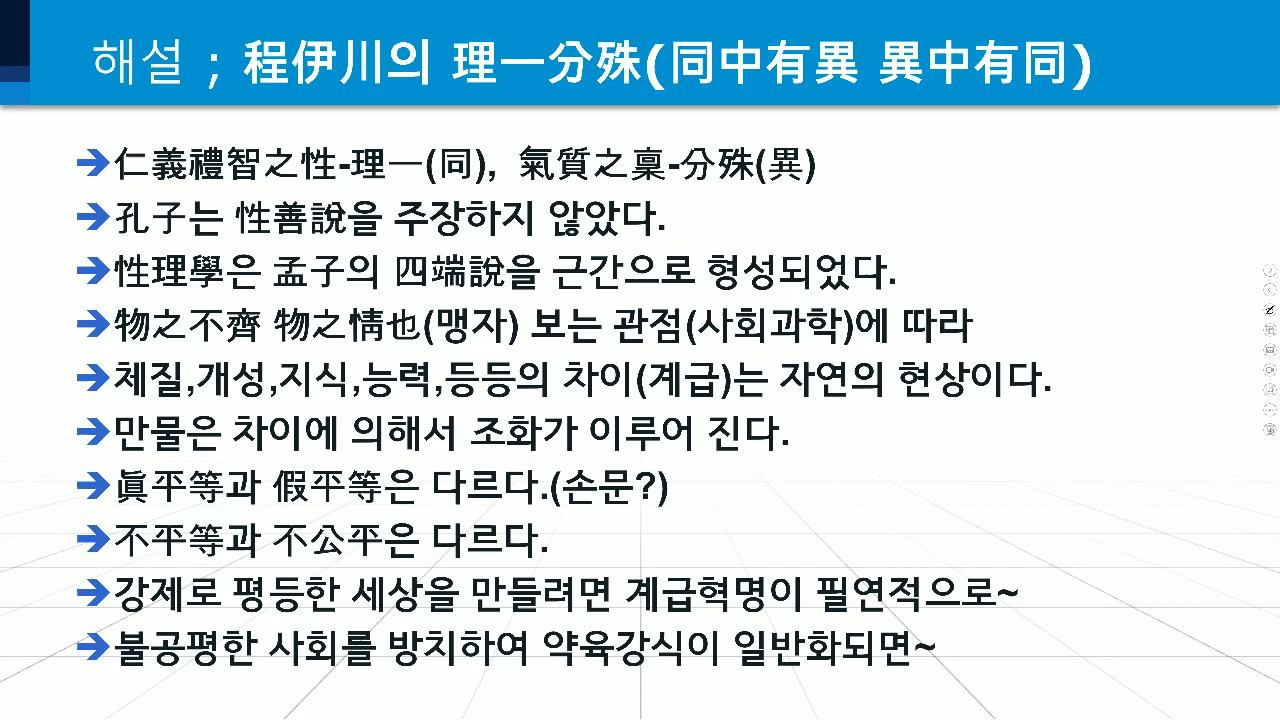 해설 ; 程伊川의 理一分殊(同中有異 異中有同)
➔仁義禮智之性-理一(同), 氣質之稟-分殊(異)
➔孔子는 性善說을 주장하지 않았다.
➔性理學은 孟子의 四端說을 근간으로 형성되었다.
➔物之不齊 物之情也(맹자) 보는 관점(사회과학)에 따라
➔체질,개성,지식,능력,등등의 차이(계급)는 자연의 현상이다.
➔만물은 차이에 의해서 조화가 이루어 진다.
➔眞平等과 假平等은 다르다.(손문?)
➔不平等과 不公平은 다르다.
➔강제로 평등한 세상을 만들려면 계급혁명이 필연적으로~
➔불공평한 사회를 방치하여 약육강식이 일반화되면~